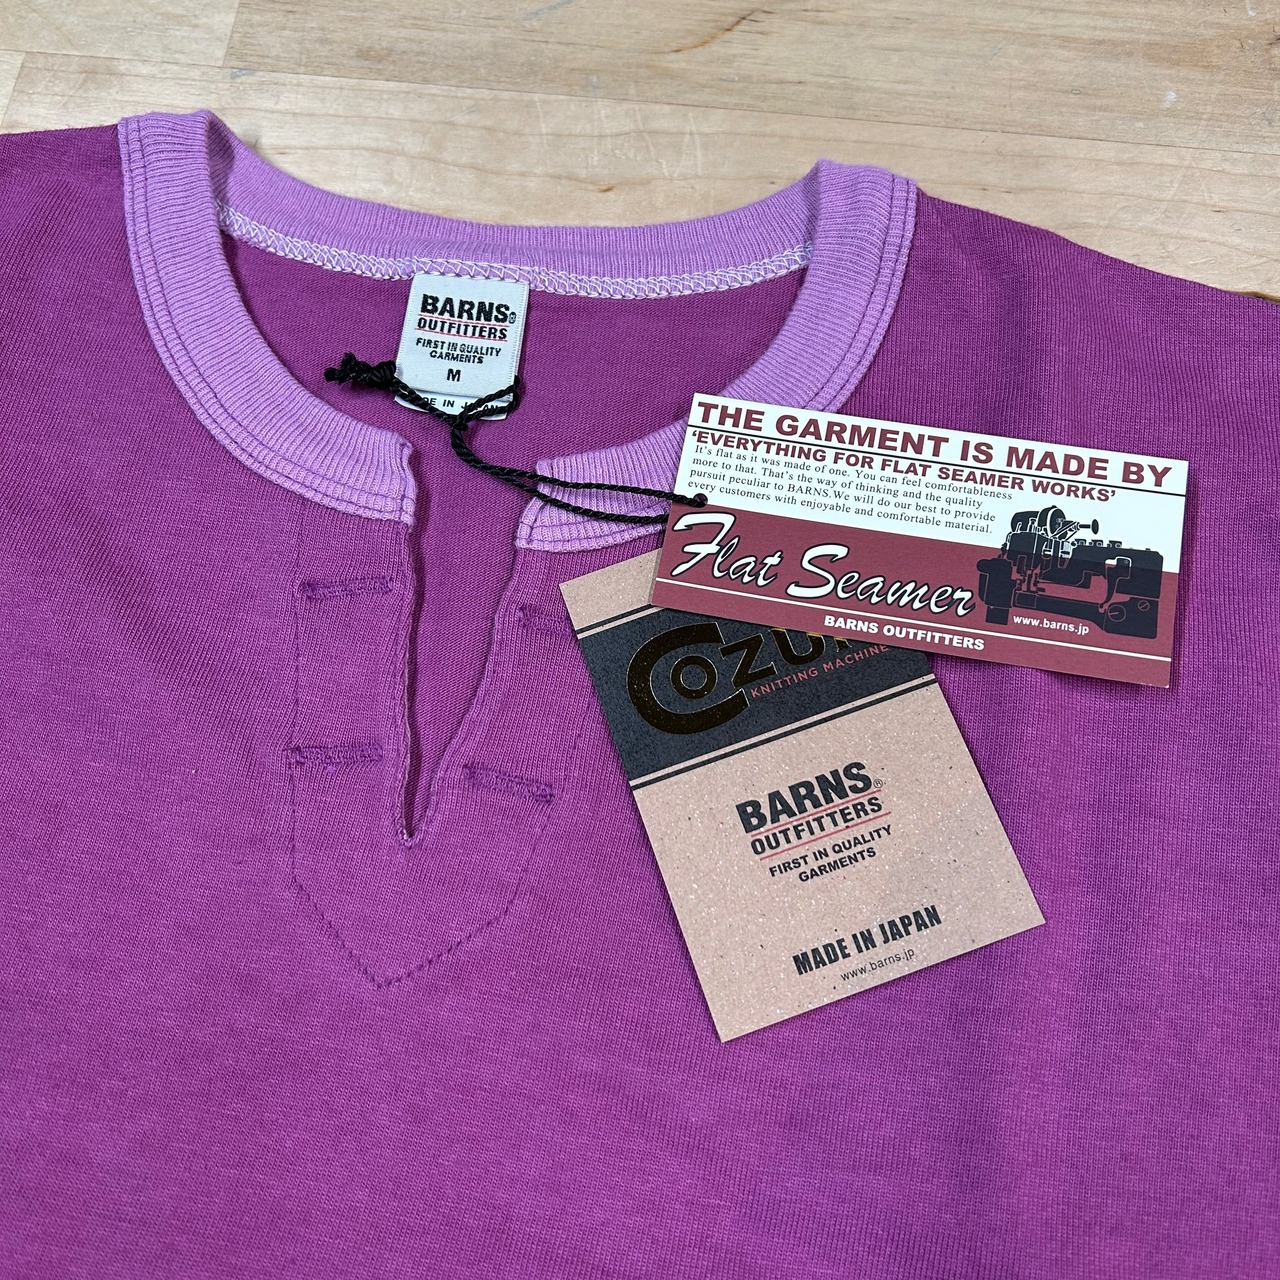 BARNS®
OUTFITTERS
FIRST IN QUALITY
GARMENTS
M
DE IN JAPAN
THE GARMENT IS MADE BY
'EVERYTHING FOR FLAT SEAMER WORKS'
It's flat as it was made of one. You can feel comfortableness
more to that. That's the way of thinking and the quality
pursuit peculiar to BARNS.We will do our best to provide
every customers with enjoyable and comfortable material.
Flat Seamer
www.barns.jp
BARNS OUTFITTERS
COZU
KNITTING MACHINE
BARNS®
OUTFITTERS
FIRST IN QUALITY
GARMENTS
MADE IN JAPAN
www.barns.jp